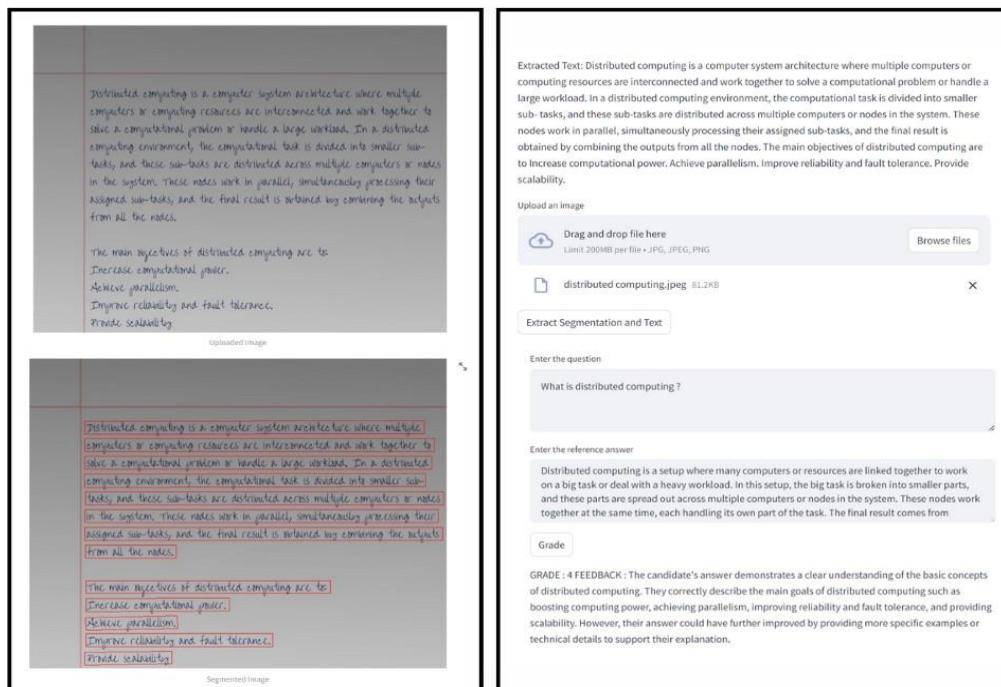 Distributed computing is a computer system architecture where multiple
computers or computing resources are interconnected and work together to
solve a computational problem or handle a large workload. In a distributed
computing environment, the computational task is divided into smaller sub-
tasks, and these sub-tasks are distributed across multiple computers or nodes
in the system. These nodes work in parallel, simultaneously processing their
assigned sub-tasks, and the final result is obtained by combining the outputs
from all the nodes.
The main objectives of distributed computing are to:
Increase computational power.
Achieve parallelism.
Improve reliability and fault tolerance.
Provide scalability
Uploaded Image
Distributed computing is a computer system architecture where multiple
computers or computing resources are interconnected and work together to
solve a computational problem or handle a large workload. In a distributed
computing environment, the computational task is divided into smaller sub-
tasks, and these sub-tasks are distributed across multiple computers or nodes
in the system. These nodes work in parallel, simultaneously processing their
assigned sub-tasks, and the final result is obtained by combining the outputs
from all the nodes.
The main objectives of distributed computing are to:
Increase computational power.
Achieve parallelism.
Improve reliability and fault tolerance.
Provide scalability
Segmented Image
Extracted Text: Distributed computing is a computer system architecture where multiple computers or
computing resources are interconnected and work together to solve a computational problem or handle a
large workload. In a distributed computing environment, the computational task is divided into smaller
sub- tasks, and these sub-tasks are distributed across multiple computers or nodes in the system. These
nodes work in parallel, simultaneously processing their assigned sub-tasks, and the final result is
obtained by combining the outputs from all the nodes. The main objectives of distributed computing are
to Increase computational power. Achieve parallelism. Improve reliability and fault tolerance. Provide
scalability.
Upload an image
Drag and drop file here
Limit 200MB per file • JPG, JPEG, PNG
Browse files
distributed computing.jpeg 81.2KB
Extract Segmentation and Text
Enter the question
What is distributed computing ?
Enter the reference answer
Distributed computing is a setup where many computers or resources are linked together to work
on a big task or deal with a heavy workload. In this setup, the big task is broken into smaller parts,
and these parts are spread out across multiple computers or nodes in the system. These nodes work
together at the same time, each handling its own part of the task. The final result comes from
Grade
GRADE : 4 FEEDBACK : The candidate's answer demonstrates a clear understanding of the basic concepts
of distributed computing. They correctly describe the main goals of distributed computing such as
boosting computing power, achieving parallelism, improving reliability and fault tolerance, and providing
scalability. However, their answer could have further improved by providing more specific examples or
technical details to support their explanation.